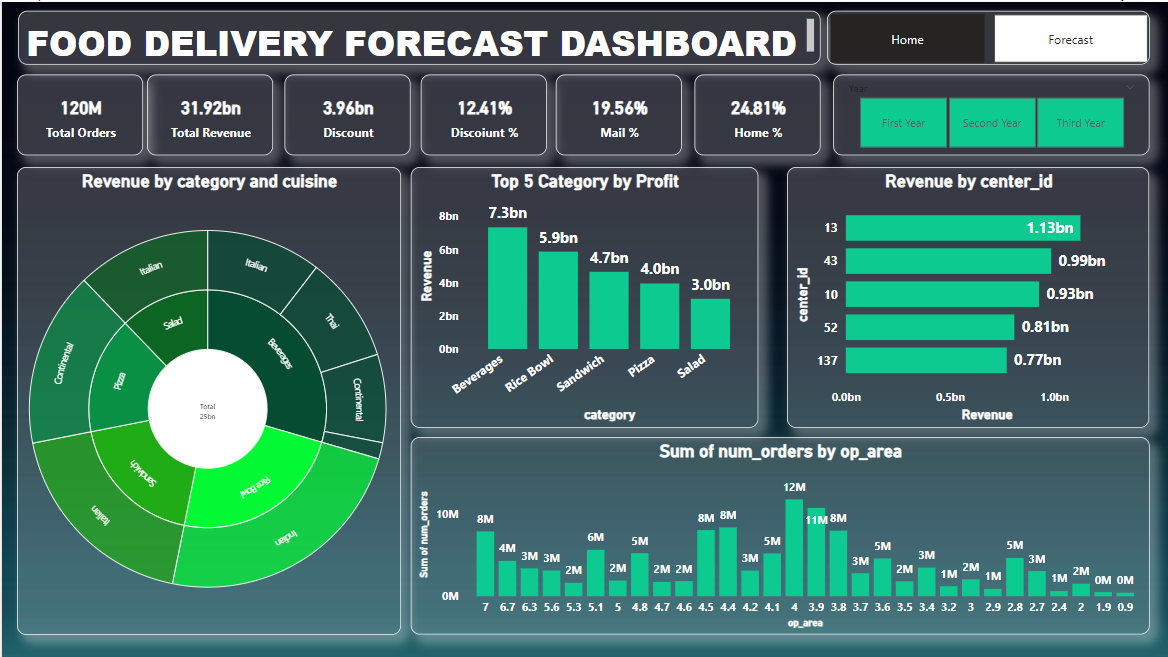 FOOD DELIVERY FORECAST DASHBOARD
Home
Forecast
120M
Total Orders
31.92bn
Total Revenue
3.96bn
Discount
12.41%
Discoiunt %
19.56%
Mail %
24.81%
Home %
Year
First Year
Second Year
Third Year
Revenue by category and cuisine
Italian
Italian
Thai
Continental
Indian
Italian
Continental
Salad
Beverages
Pizza
Sandwich
Rice Bowl
Total
25bn
Top 5 Category by Profit
Revenue
8bn
6bn
4bn
2bn
0bn
7.3bn
5.9bn
4.7bn
4.0bn
3.0bn
Beverages
Rice Bowl
Sandwich
Pizza
Salad
category
Revenue by center_id
center_id
13
1.13bn
43
0.99bn
10
0.93bn
52
0.81bn
137
0.77bn
0.0bn 0.5bn 1.0bn
Revenue
Sum of num_orders by op_area
Sum of num_orders
10M
0M
8M 4M 3M 3M 2M 6M 2M 5M 2M 2M 8M 8M 3M 5M 12M 11M 8M 3M 5M 2M 3M 1M 2M 1M 5M 3M 1M 2M 0M 0M
7 6.7 6.3 5.6 5.3 5.1 5 4.8 4.7 4.6 4.5 4.4 4.2 4.1 4 3.9 3.8 3.7 3.6 3.5 3.4 3.2 3 2.9 2.8 2.7 2.4 2 1.9 0.9
op_area